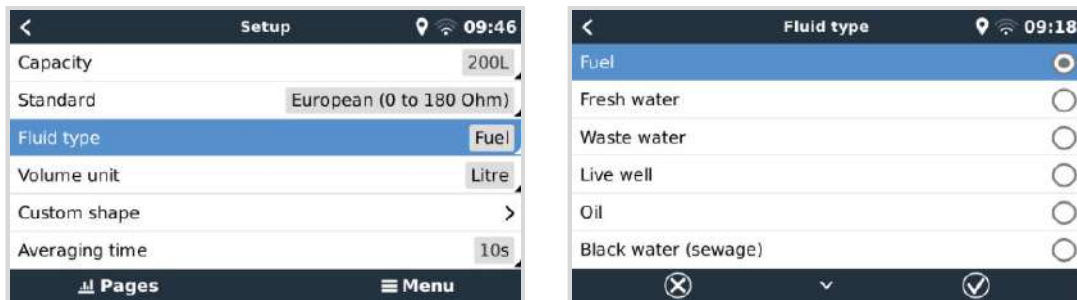 Setup 09:46
Capacity 200L
Standard European (0 to 180 Ohm)
Fluid type Fuel
Volume unit Litre
Custom shape
Averaging time 10s
Pages Menu
Fluid type 09:18
Fuel
Fresh water
Waste water
Live well
Oil
Black water (sewage)